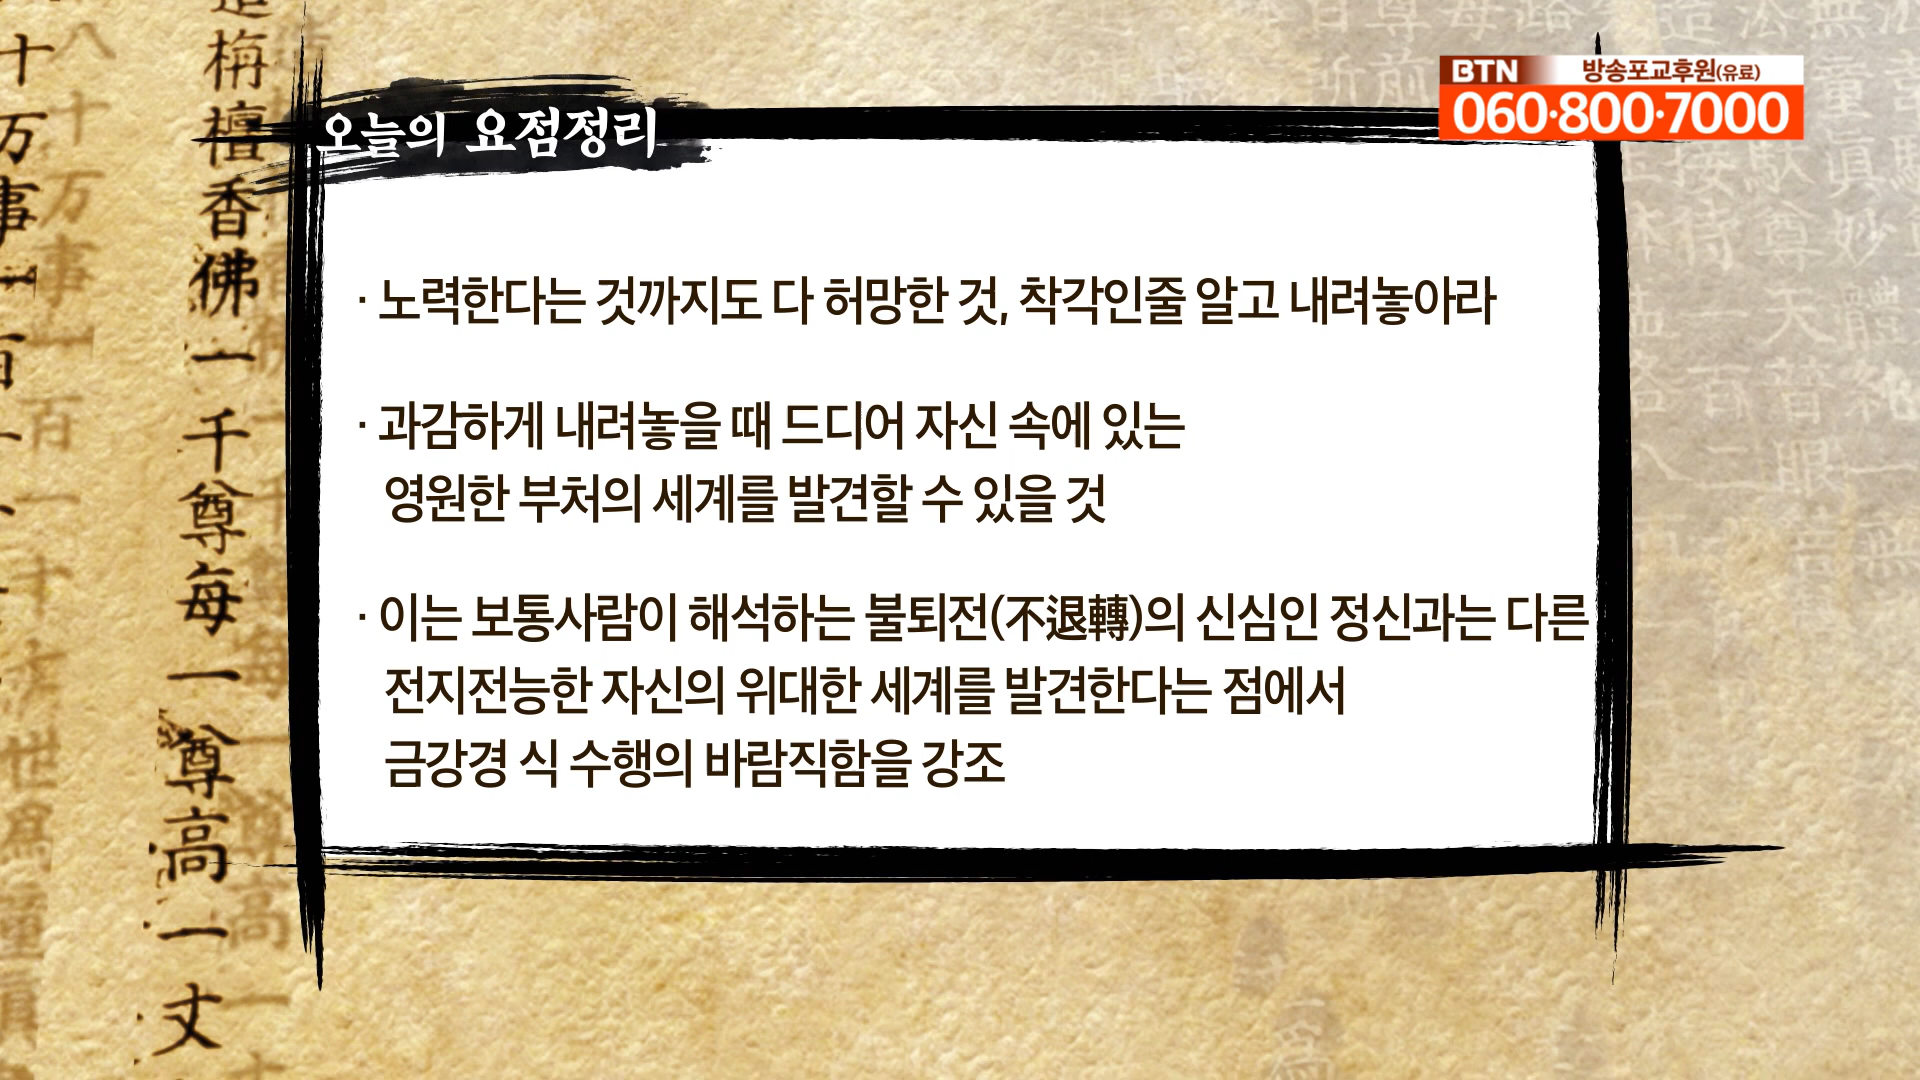 오늘의 요점정리
BTN 방송포교후원(유료)
060·800·7000
· 노력한다는 것까지도 다 허망한 것, 착각인줄 알고 내려놓아라
· 과감하게 내려놓을 때 드디어 자신 속에 있는
영원한 부처의 세계를 발견할 수 있을 것
· 이는 보통사람이 해석하는 불퇴전(不退轉)의 신심인 정신과는 다른
전지전능한 자신의 위대한 세계를 발견한다는 점에서
금강경 식 수행의 바람직함을 강조
十万事一百
檀香佛一千尊每一尊高一丈